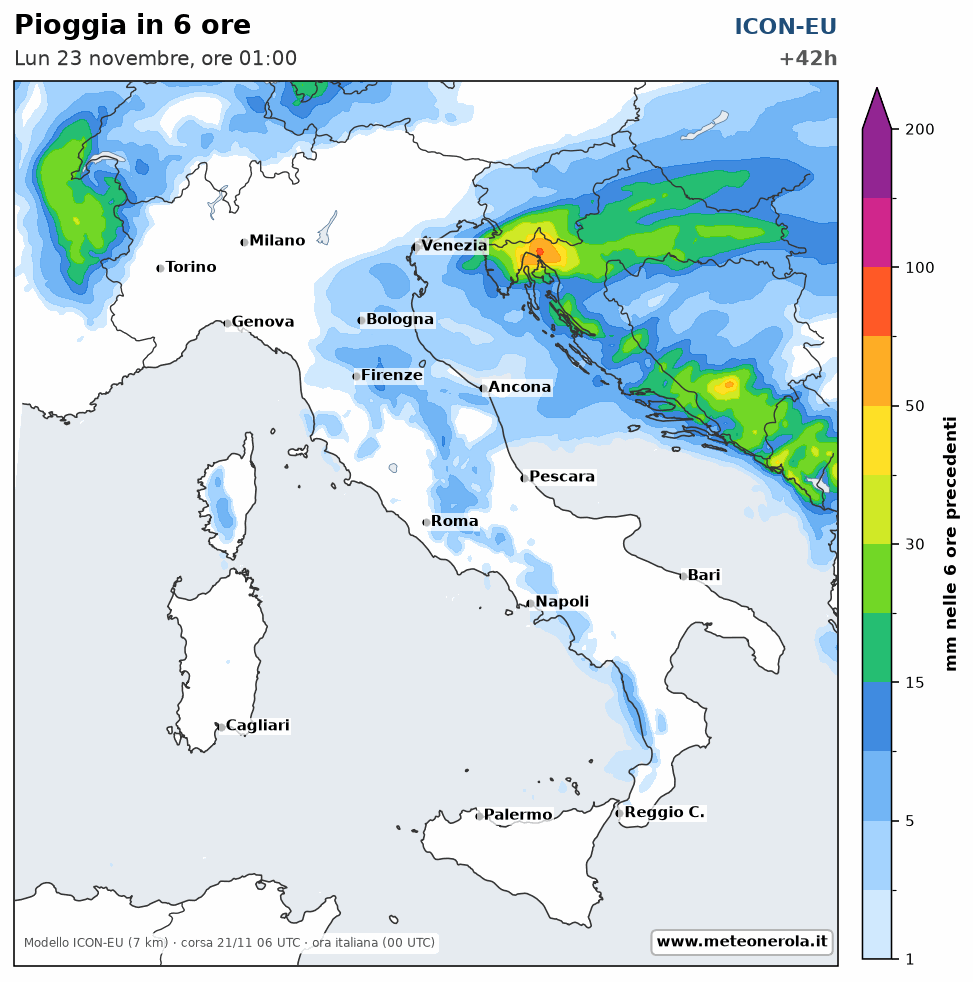 Pioggia in 6 ore
ICON-EU
Lun 23 novembre, ore 01:00
+42h
200
100
50
30
15
5
1
mm nelle 6 ore precedenti
Venezia
Milano
Torino
Genova
Bologna
Firenze
Ancona
Pescara
Roma
Bari
Napoli
Cagliari
Palermo
Reggio C.
Modello ICON-EU (7 km) · corsa 21/11 06 UTC · ora italiana (00 UTC)
www.meteonerola.it